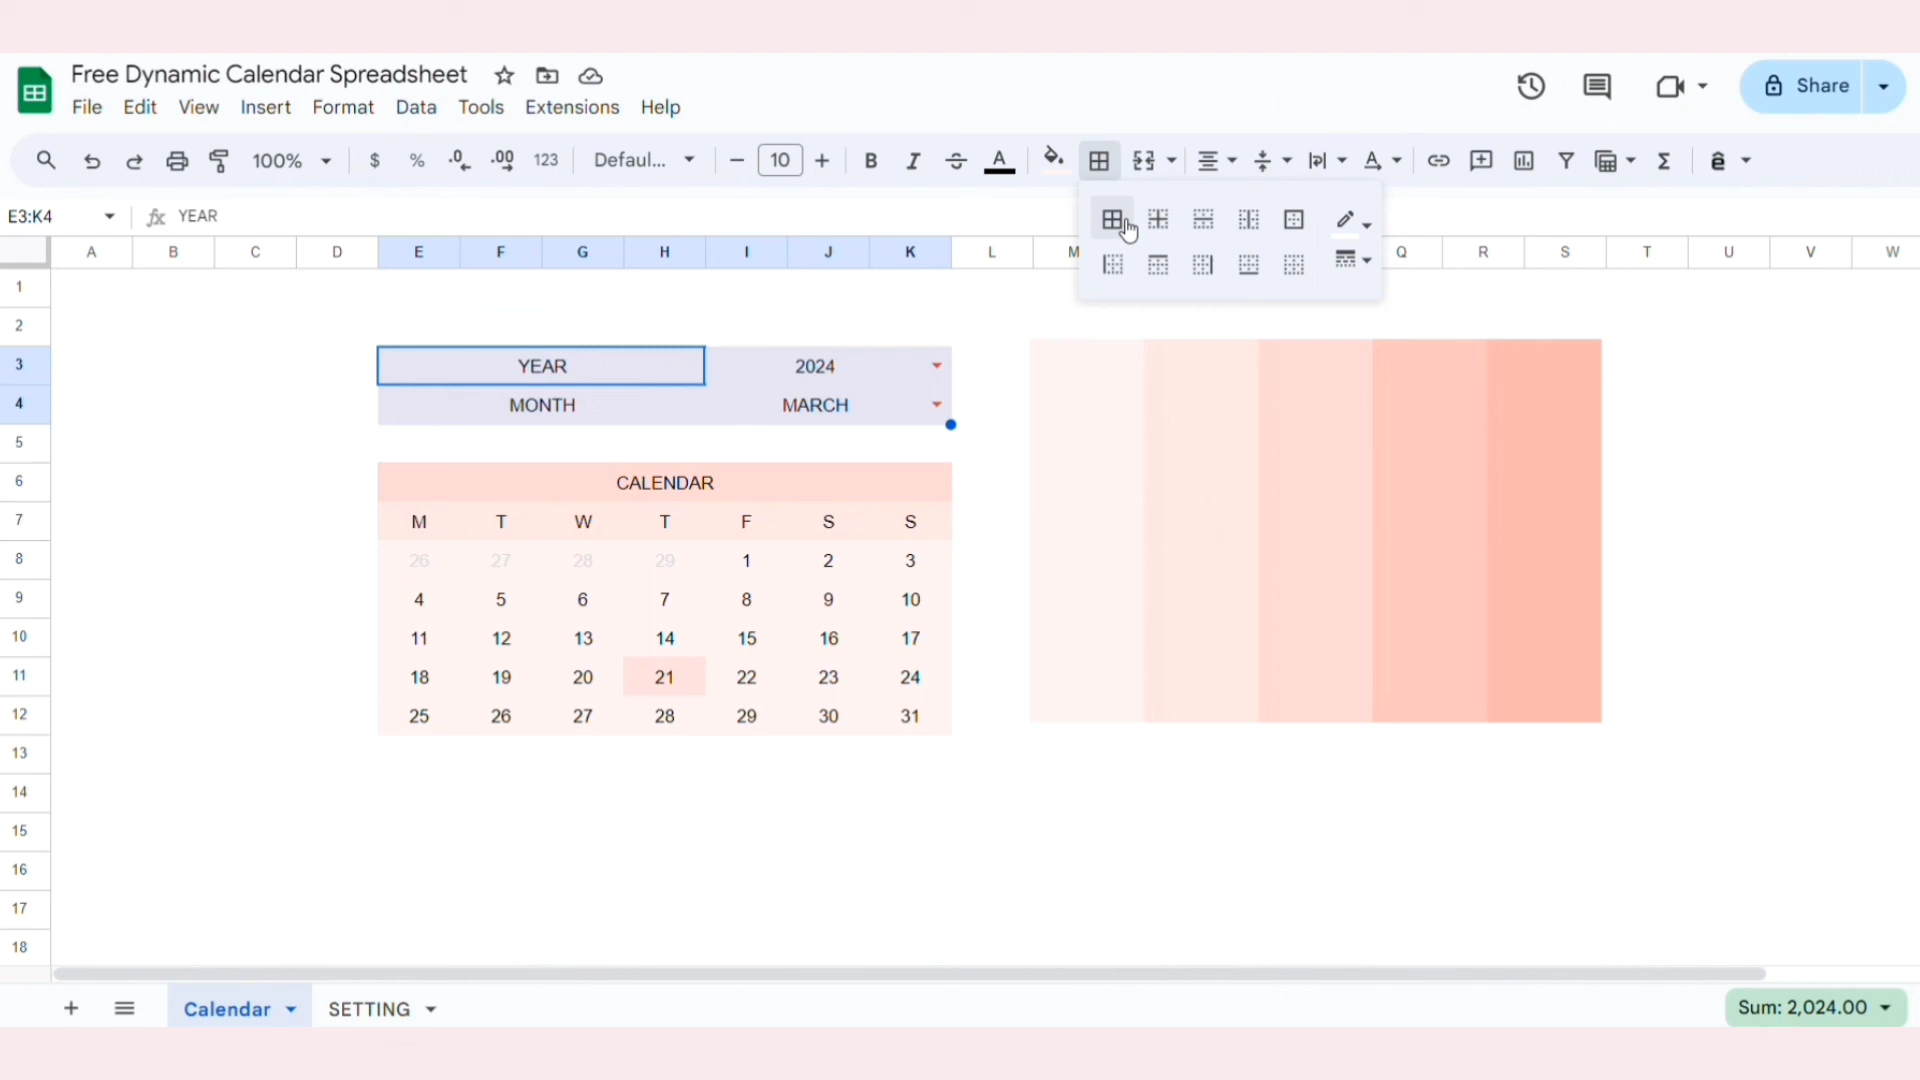 Free Dynamic Calendar Spreadsheet
File Edit View Insert Format Data Tools Extensions Help
Share
100% $ % .0 .00 123 Defaul... 10 B I A
E3:K4 YEAR
A B C D E F G H I J K L M Q R S T U V W
1
2
3 YEAR 2024
4 MONTH MARCH
5
6 CALENDAR
7 M T W T F S S
8 26 27 28 29 1 2 3
9 4 5 6 7 8 9 10
10 11 12 13 14 15 16 17
11 18 19 20 21 22 23 24
12 25 26 27 28 29 30 31
13
14
15
16
17
18
Calendar SETTING Sum: 2,024.00